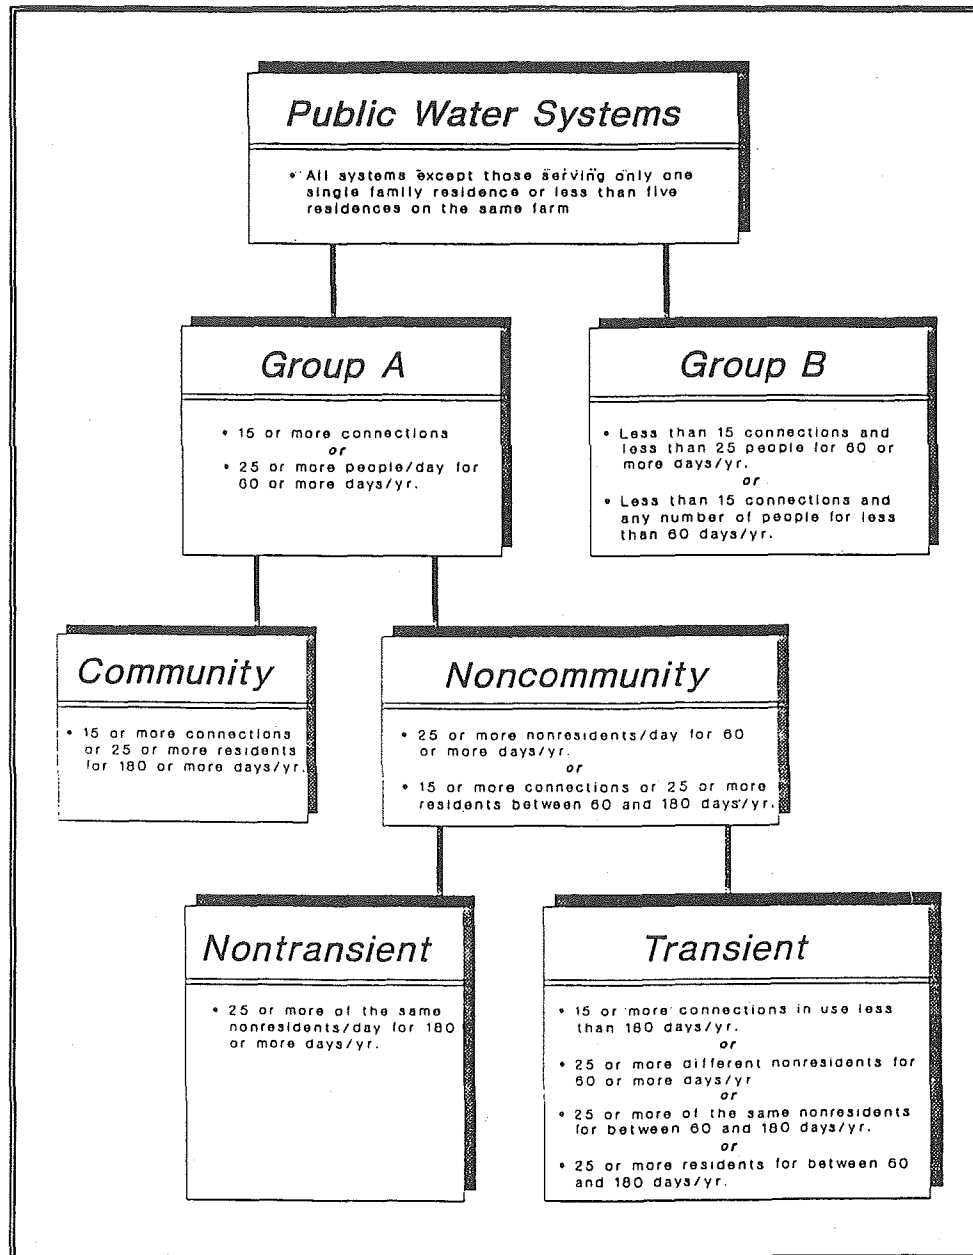 Public Water Systems
• All systems except those serving only one
single family residence or less than five
residences on the same farm
Group A
• 15 or more connections
or
• 25 or more people/day for
60 or more days/yr.
Group B
• Less than 15 connections and
less than 25 people for 60 or
more days/yr.
or
• Less than 15 connections and
any number of people for less
than 60 days/yr.
Community
• 15 or more connections
or 25 or more residents
for 180 or more days/yr.
Noncommunity
• 25 or more nonresidents/day for 60
or more days/yr.
or
• 15 or more connections or 25 or more
residents between 60 and 180 days/yr.
Nontransient
• 25 or more of the same
nonresidents/day for 180
or more days/yr.
Transient
• 15 or more connections in use less
than 180 days/yr.
or
• 25 or more different nonresidents for
60 or more days/yr
or
• 25 or more of the same nonresidents
for between 60 and 180 days/yr.
or
• 25 or more residents for between 60
and 180 days/yr.